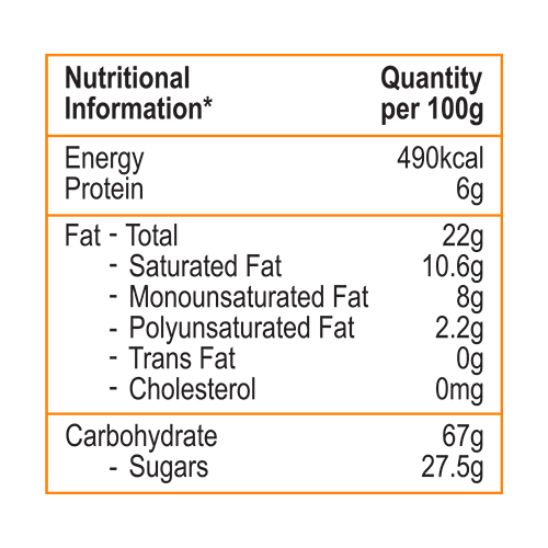 Nutritional Quantity
Information* per 100g
Energy 490kcal
Protein 6g
Fat - Total 22g
- Saturated Fat 10.6g
- Monounsaturated Fat 8g
- Polyunsaturated Fat 2.2g
- Trans Fat 0g
- Cholesterol 0mg
Carbohydrate 67g
- Sugars 27.5g